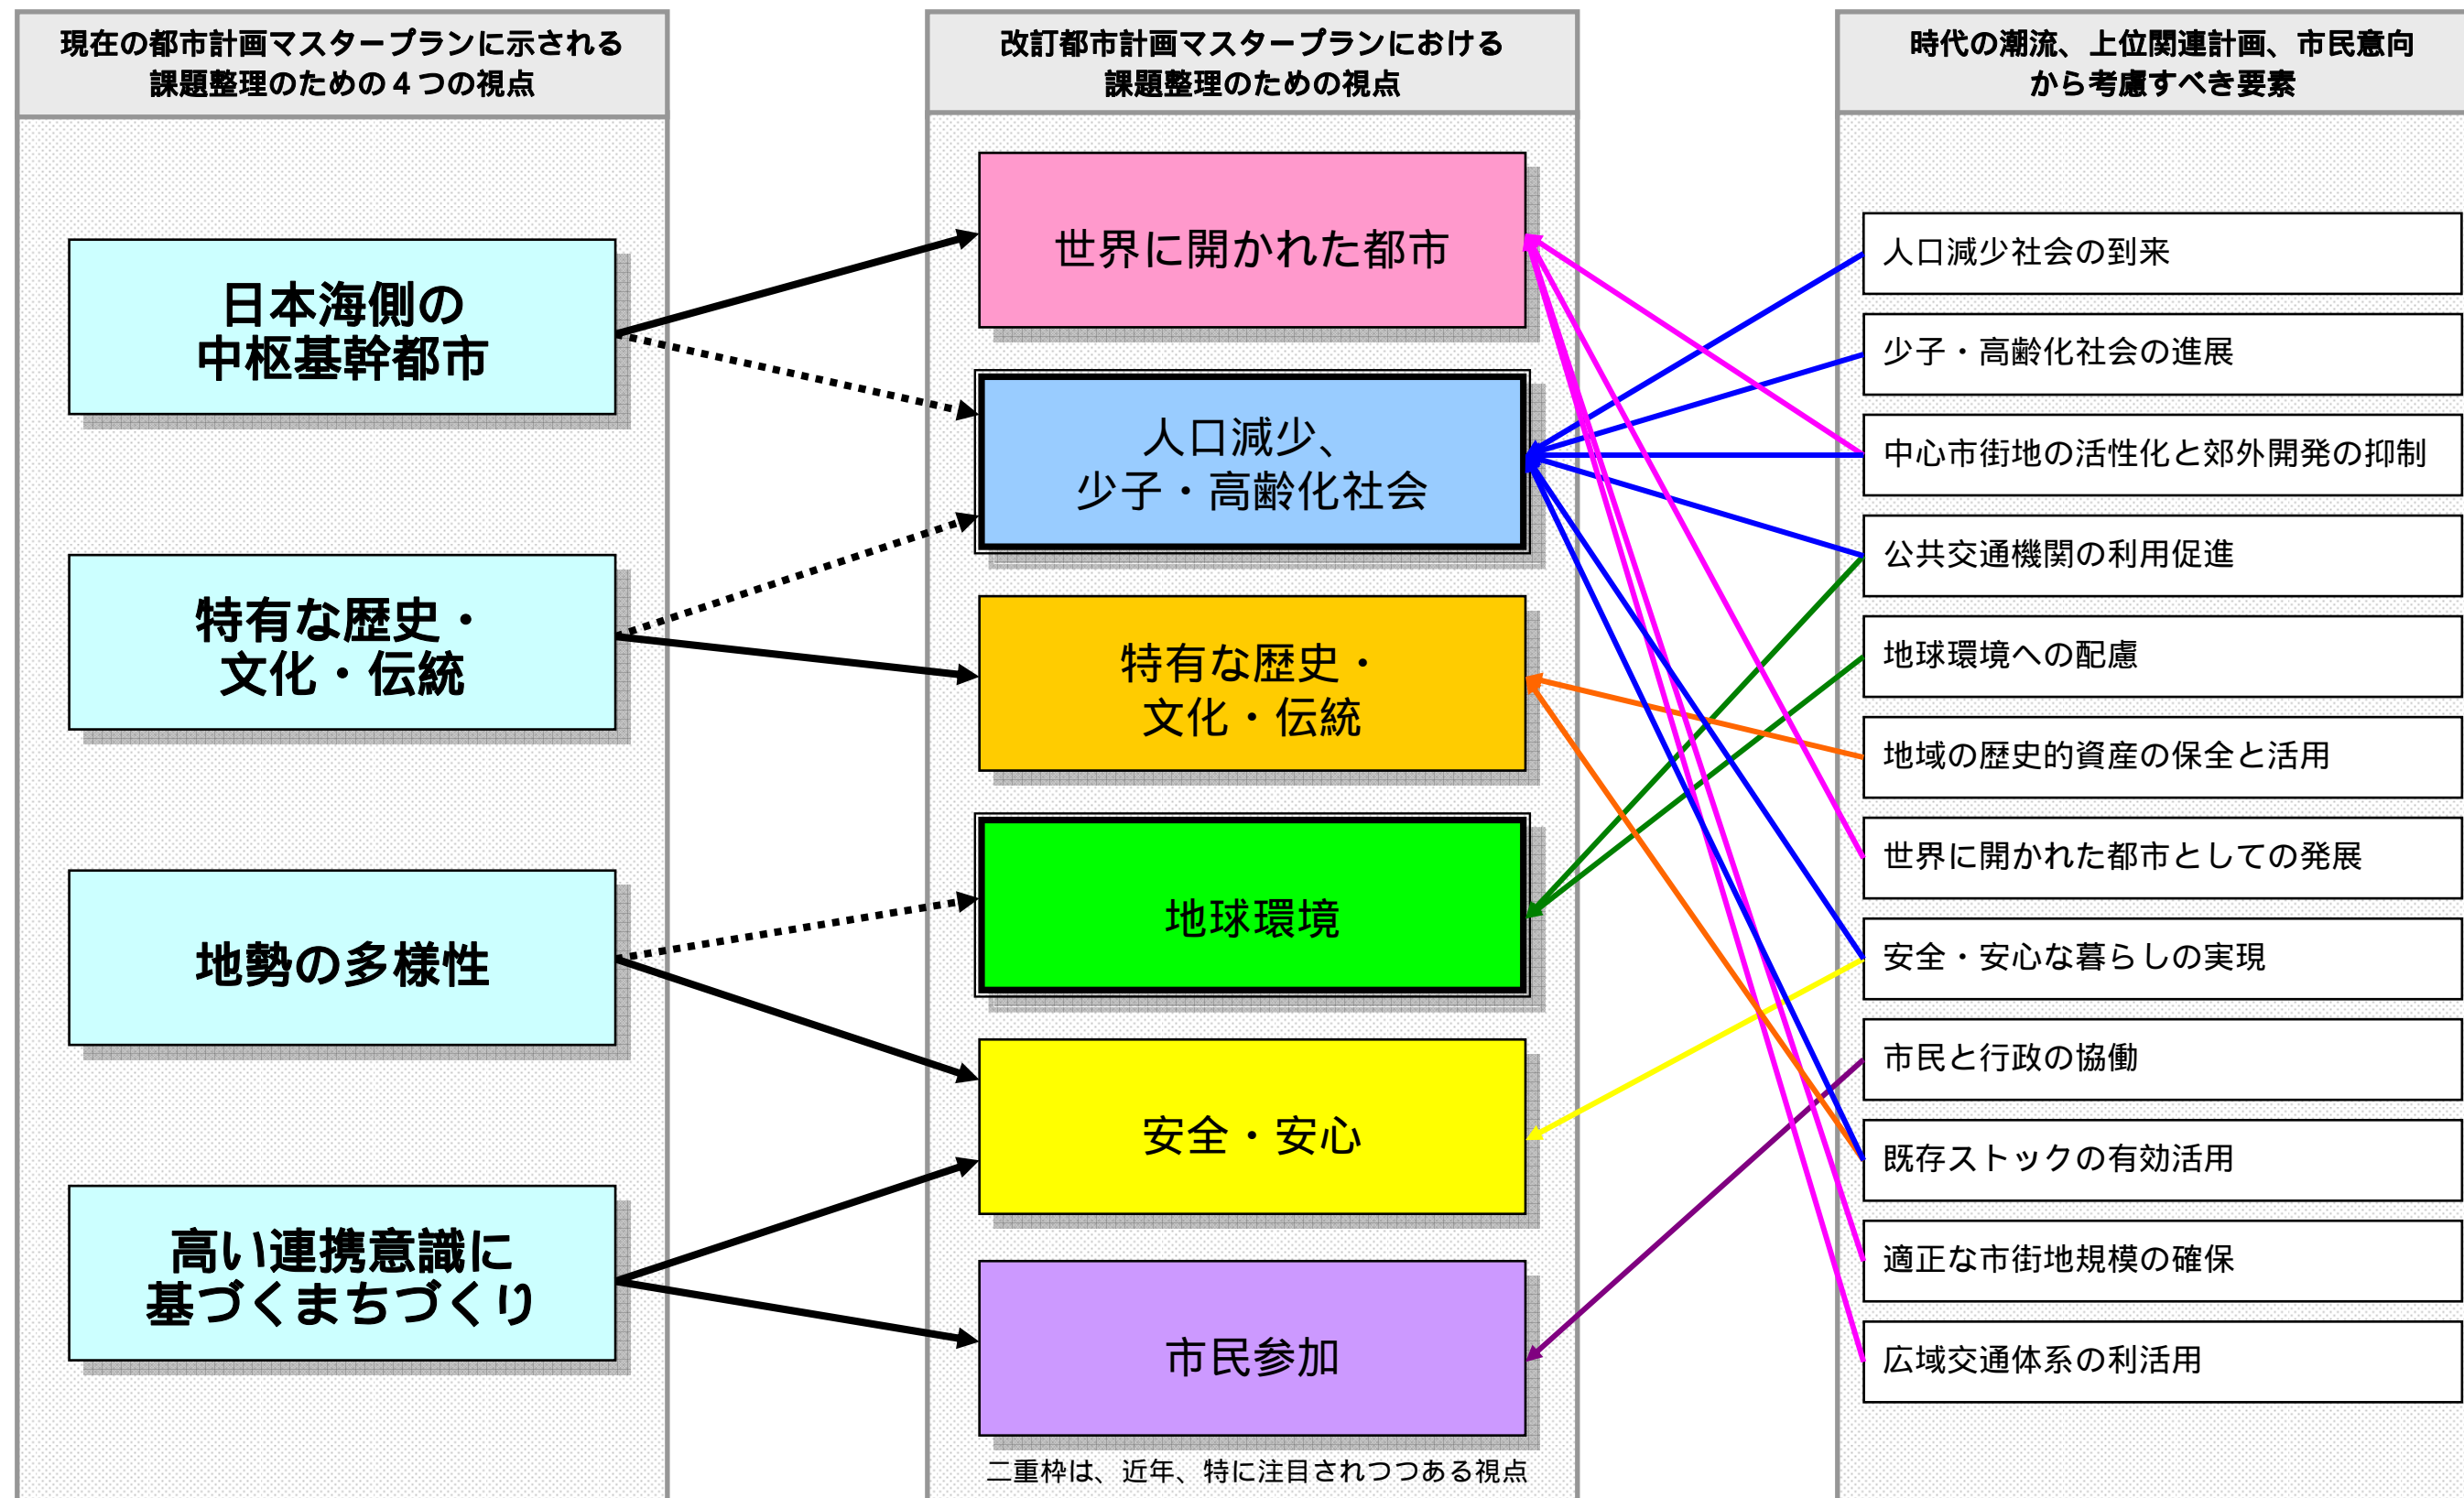 現在の都市計画マスタープランに示される
課題整理のための４つの視点
日本海側の
中枢基幹都市
特有な歴史・
文化・伝統
地勢の多様性
高い連携意識に
基づくまちづくり
改訂都市計画マスタープランにおける
課題整理のための視点
世界に開かれた都市
人口減少、
少子・高齢化社会
特有な歴史・
文化・伝統
地球環境
安全・安心
市民参加
二重枠は、近年、特に注目されつつある視点
時代の潮流、上位関連計画、市民意向
から考慮すべき要素
人口減少社会の到来
少子・高齢化社会の進展
中心市街地の活性化と郊外開発の抑制
公共交通機関の利用促進
地球環境への配慮
地域の歴史的資産の保全と活用
世界に開かれた都市としての発展
安全・安心な暮らしの実現
市民と行政の協働
既存ストックの有効活用
適正な市街地規模の確保
広域交通体系の利活用